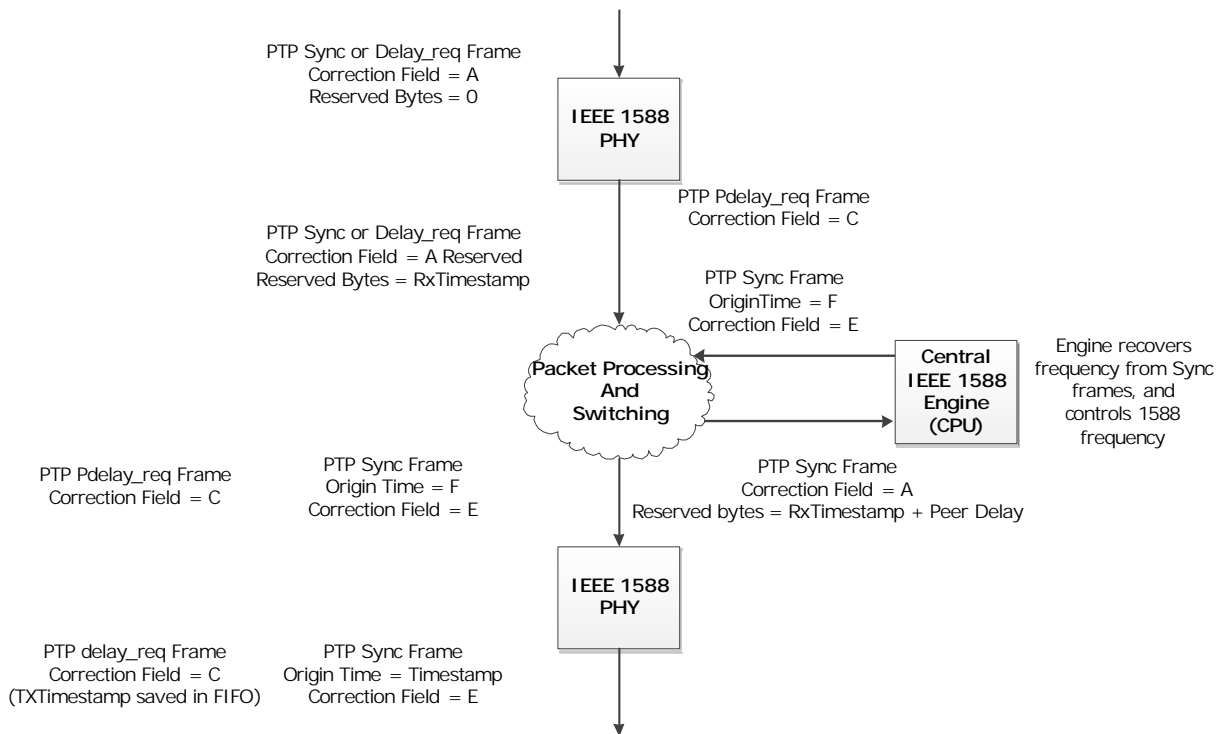 PTP Sync or Delay_req Frame
Correction Field = A
Reserved Bytes = 0
IEEE 1588
PHY
PTP Pdelay_req Frame
Correction Field = C
PTP Sync or Delay_req Frame
Correction Field = A Reserved
Reserved Bytes = RxTimestamp
PTP Sync Frame
OriginTime = F
Correction Field = E
Packet Processing
And
Switching
Central
IEEE 1588
Engine
(CPU)
Engine recovers
frequency from Sync
frames, and
controls 1588
frequency
PTP Pdelay_req Frame
Correction Field = C
PTP Sync Frame
Origin Time = F
Correction Field = E
PTP Sync Frame
Correction Field = A
Reserved bytes = RxTimestamp + Peer Delay
IEEE 1588
PHY
PTP delay_req Frame
Correction Field = C
(TXTimestamp saved in FIFO)
PTP Sync Frame
Origin Time = Timestamp
Correction Field = E